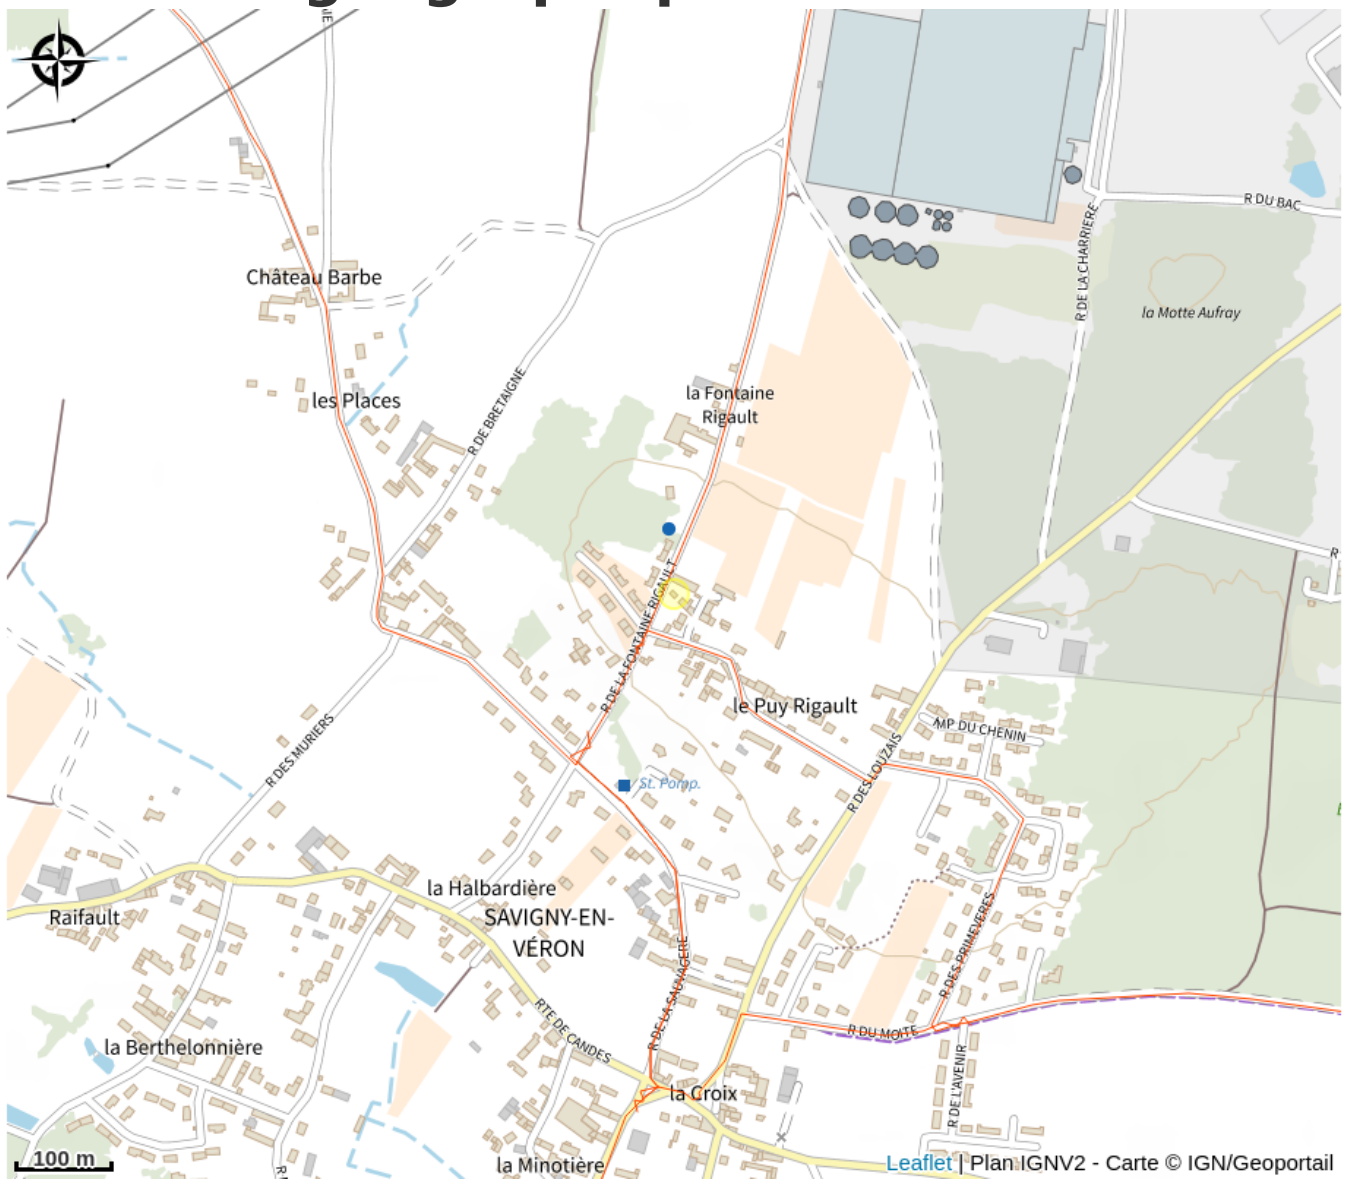 R DU BAC
R DE LA CHARRIERE
Château Barbe
la Motte Aufray
la Fontaine
Rigault
les Places
R DE BRETAIGNE
R DE LA FONTAINE RIGAULT
le Puy Rigault
MP DU CHENIN
R DES MURIERS
R DES LOUZAIS
St. Pomp.
la Halbardière
SAVIGNY-EN-
VÉRON
Raifault
R DES PRIMEVERES
R DE LA SAUVAGERE
RTE DE CANDES
R DU MOITE
la Berthelonnière
la Croix
R DE L'AVENIR
la Minotière
100 m
Leaflet | Plan IGNV2 - Carte © IGN/Geoportail